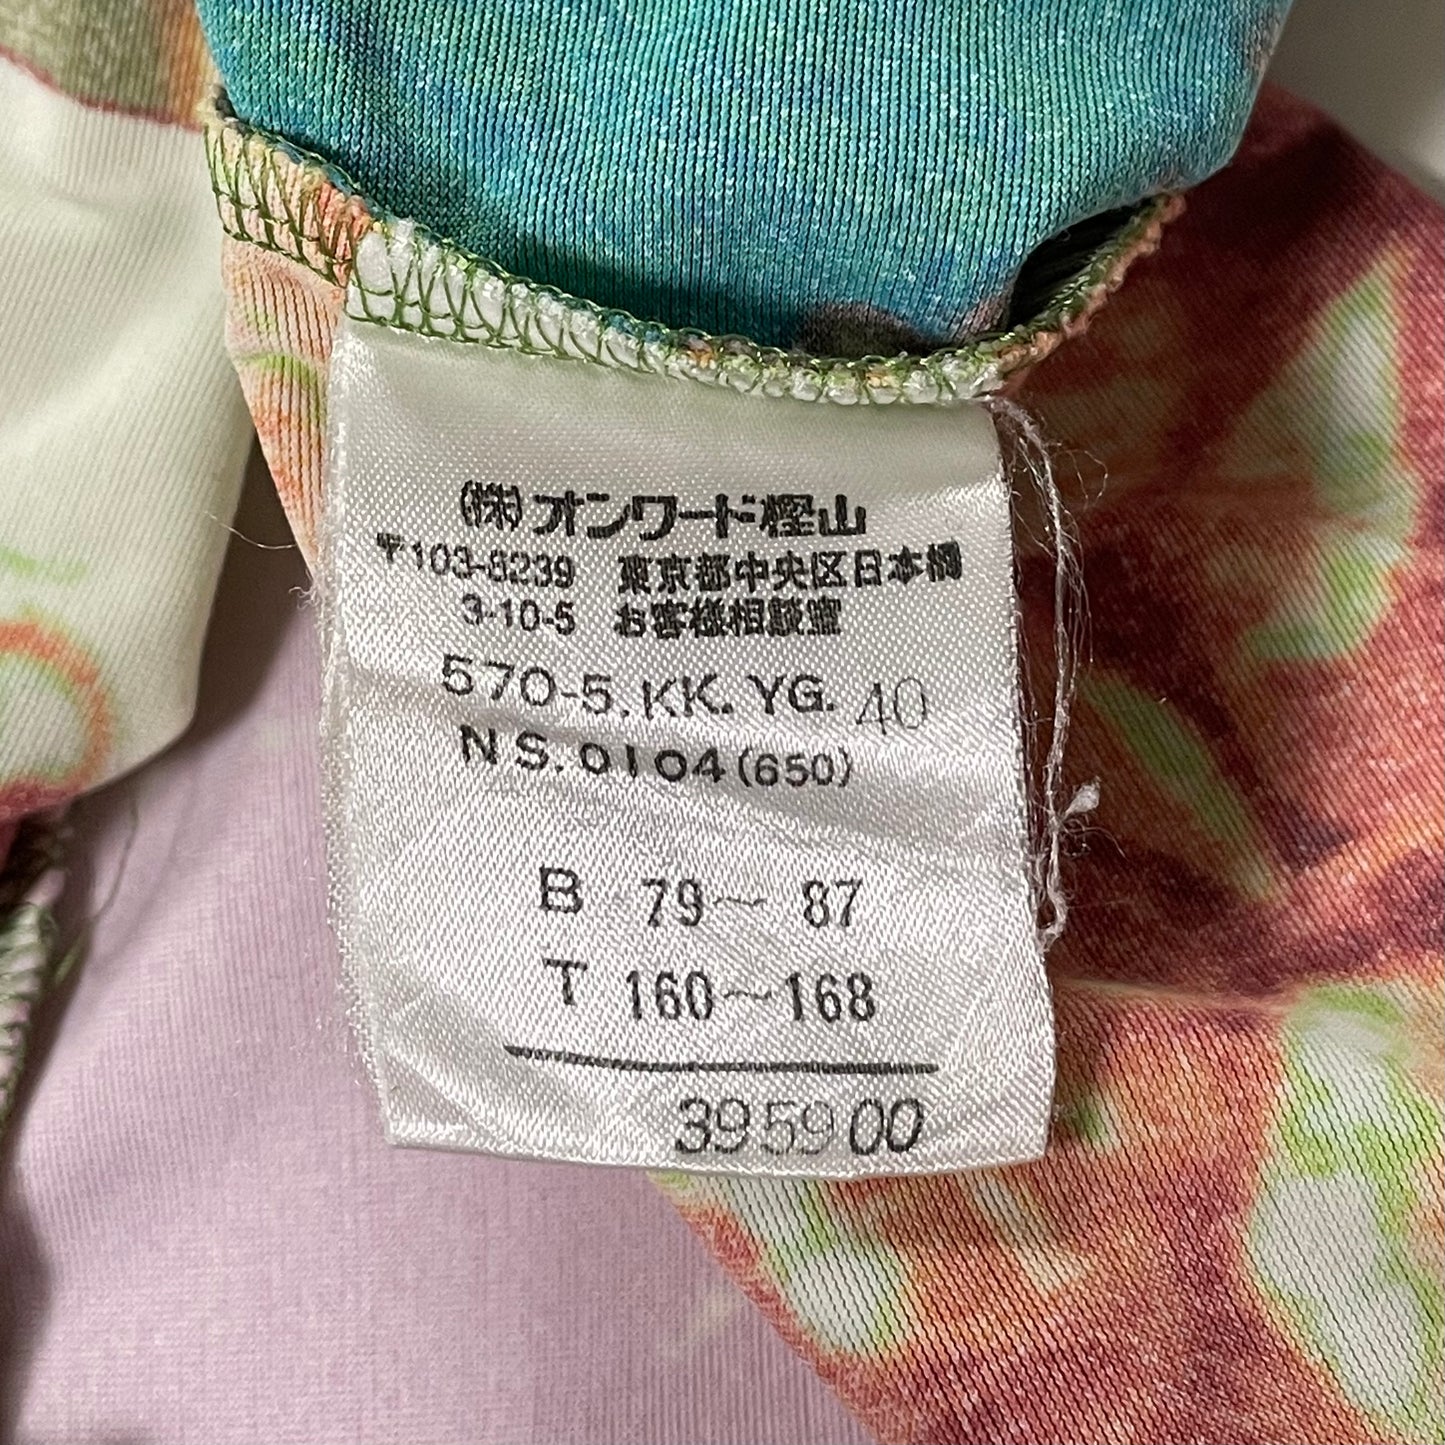 (株)オンワード樫山
〒103-8239 東京都中央区日本橋
3-10-5 お客様相談室
570-5.KK.YG. 40
NS.0104(650)
B 79〜 87
T 160〜168
395900